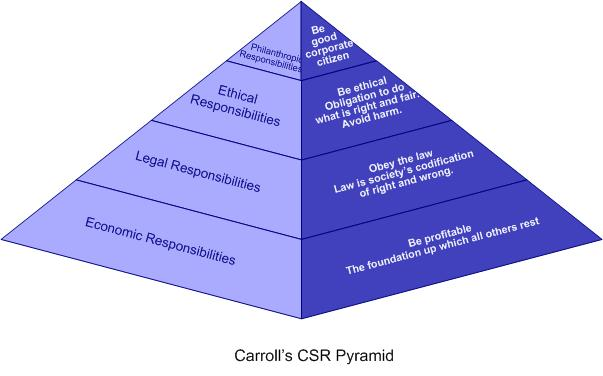 Philanthropic
Responsibilities
Be
good
corporate
citizen
Ethical
Responsibilities
Be ethical
Obligation to do
what is right and fair.
Avoid harm.
Legal Responsibilities
Obey the law
Law is society's codification
of right and wrong.
Economic Responsibilities
Be profitable
The foundation up which all others rest
Carroll's CSR Pyramid